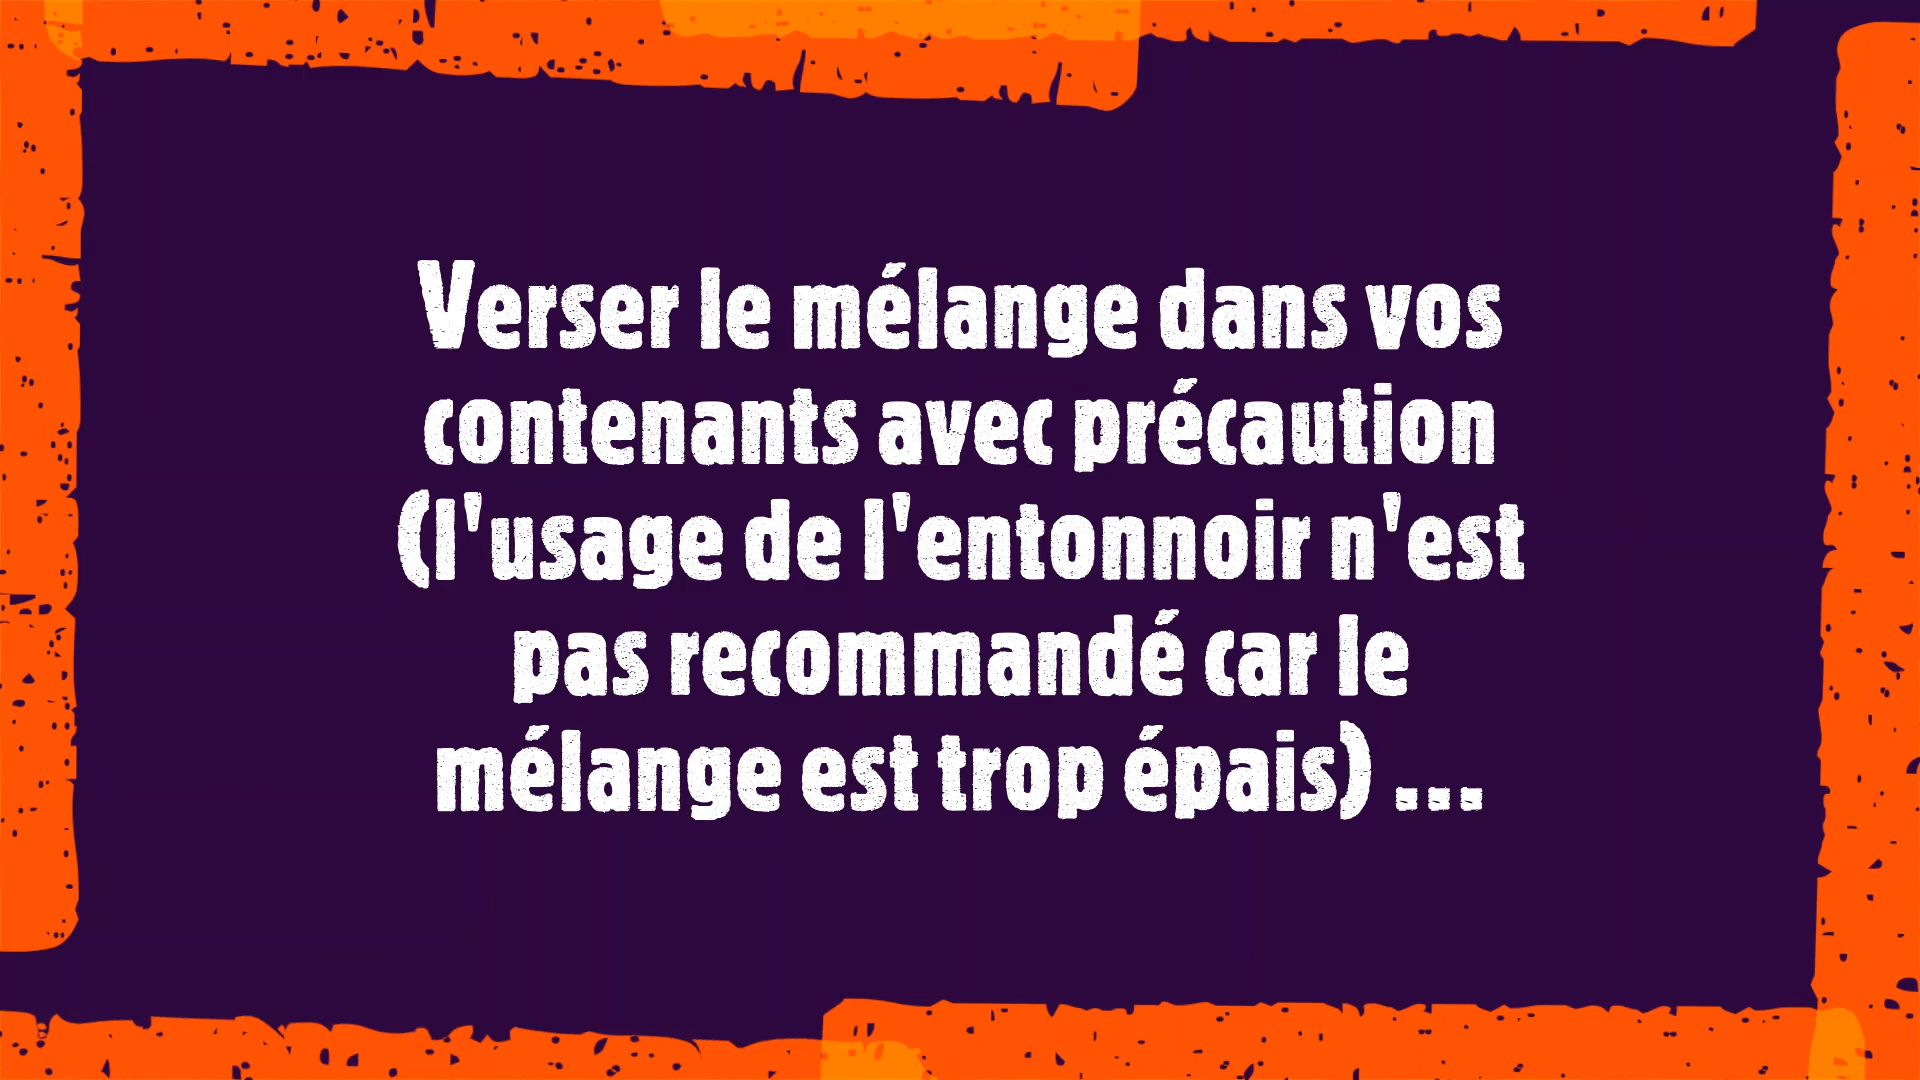 Verser le mélange dans vos
contenants avec précaution
(l'usage de l'entonnoir n'est
pas recommandé car le
mélange est trop épais) ...